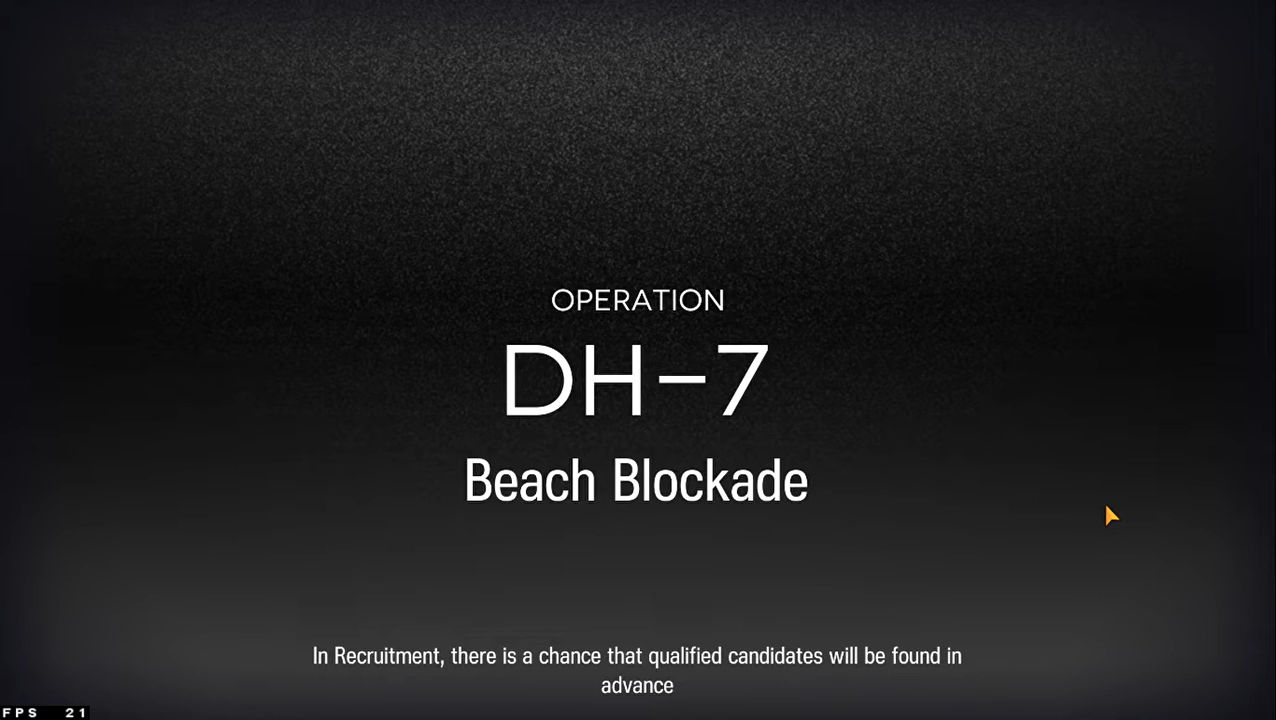 OPERATION
DH-7
Beach Blockade
In Recruitment, there is a chance that qualified candidates will be found in
advance
FPS 21